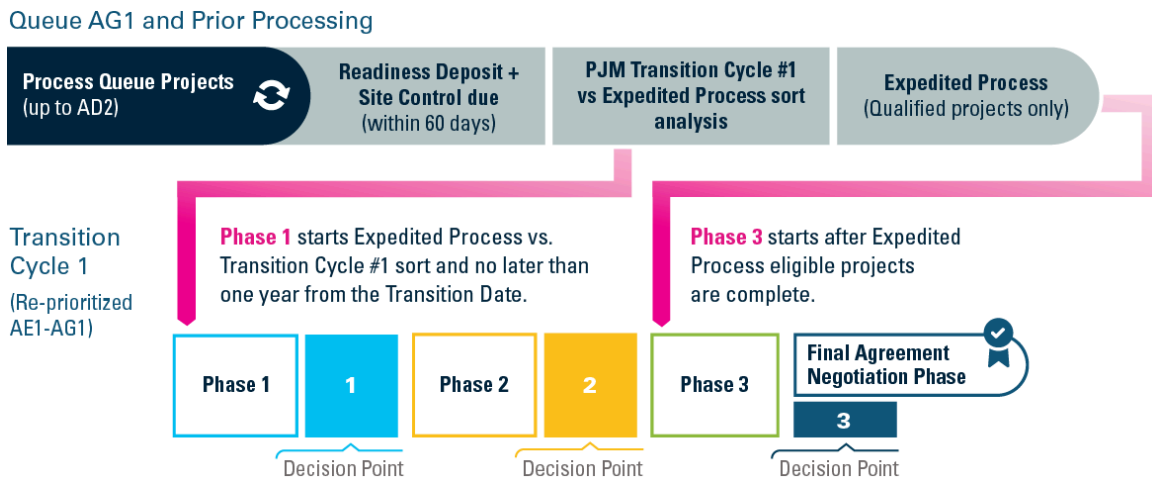 Queue AG1 and Prior Processing
Process Queue Projects
(up to AD2)
Readiness Deposit +
Site Control due
(within 60 days)
PJM Transition Cycle #1
vs Expedited Process sort
analysis
Expedited Process
(Qualified projects only)
Transition
Cycle 1
(Re-prioritized
AE1-AG1)
Phase 1 starts Expedited Process vs.
Transition Cycle #1 sort and no later than
one year from the Transition Date.
Phase 3 starts after Expedited
Process eligible projects
are complete.
Phase 1
1
Phase 2
2
Phase 3
Final Agreement
Negotiation Phase
3
Decision Point
Decision Point
Decision Point